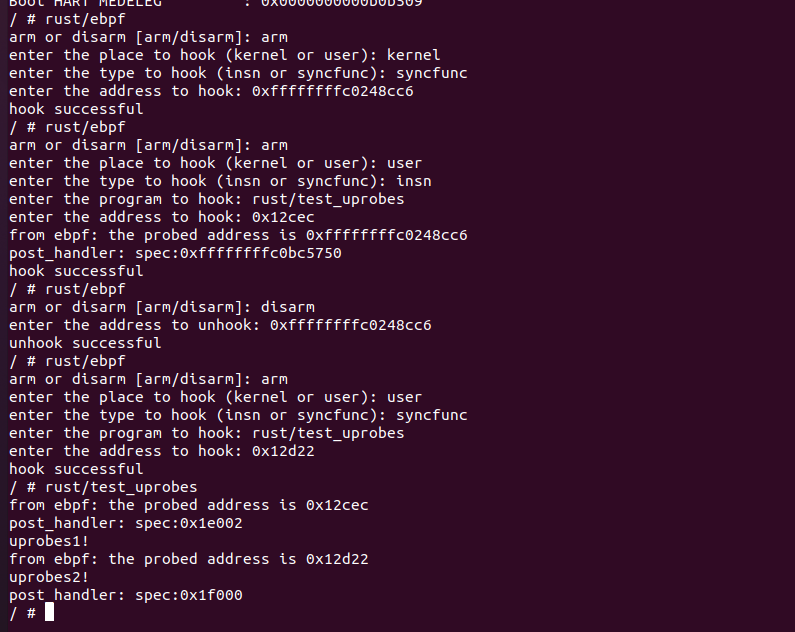 Boot HART MEDELEG         : 0x0000000000b0b509
/ # rust/ebpf
arm or disarm [arm/disarm]: arm
enter the place to hook (kernel or user): kernel
enter the type to hook (insn or syncfunc): syncfunc
enter the address to hook: 0xffffffffc0248cc6
hook successful
/ # rust/ebpf
arm or disarm [arm/disarm]: arm
enter the place to hook (kernel or user): user
enter the type to hook (insn or syncfunc): insn
enter the program to hook: rust/test_uprobes
enter the address to hook: 0x12cec
from ebpf: the probed address is 0xffffffffc0248cc6
post_handler: spec:0xffffffffc0bc5750
hook successful
/ # rust/ebpf
arm or disarm [arm/disarm]: disarm
enter the address to unhook: 0xffffffffc0248cc6
unhook successful
/ # rust/ebpf
arm or disarm [arm/disarm]: arm
enter the place to hook (kernel or user): user
enter the type to hook (insn or syncfunc): syncfunc
enter the program to hook: rust/test_uprobes
enter the address to hook: 0x12d22
hook successful
/ # rust/test_uprobes
from ebpf: the probed address is 0x12cec
post_handler: spec:0x1e002
uprobes1!
from ebpf: the probed address is 0x12d22
uprobes2!
post_handler: spec:0x1f000
/ #